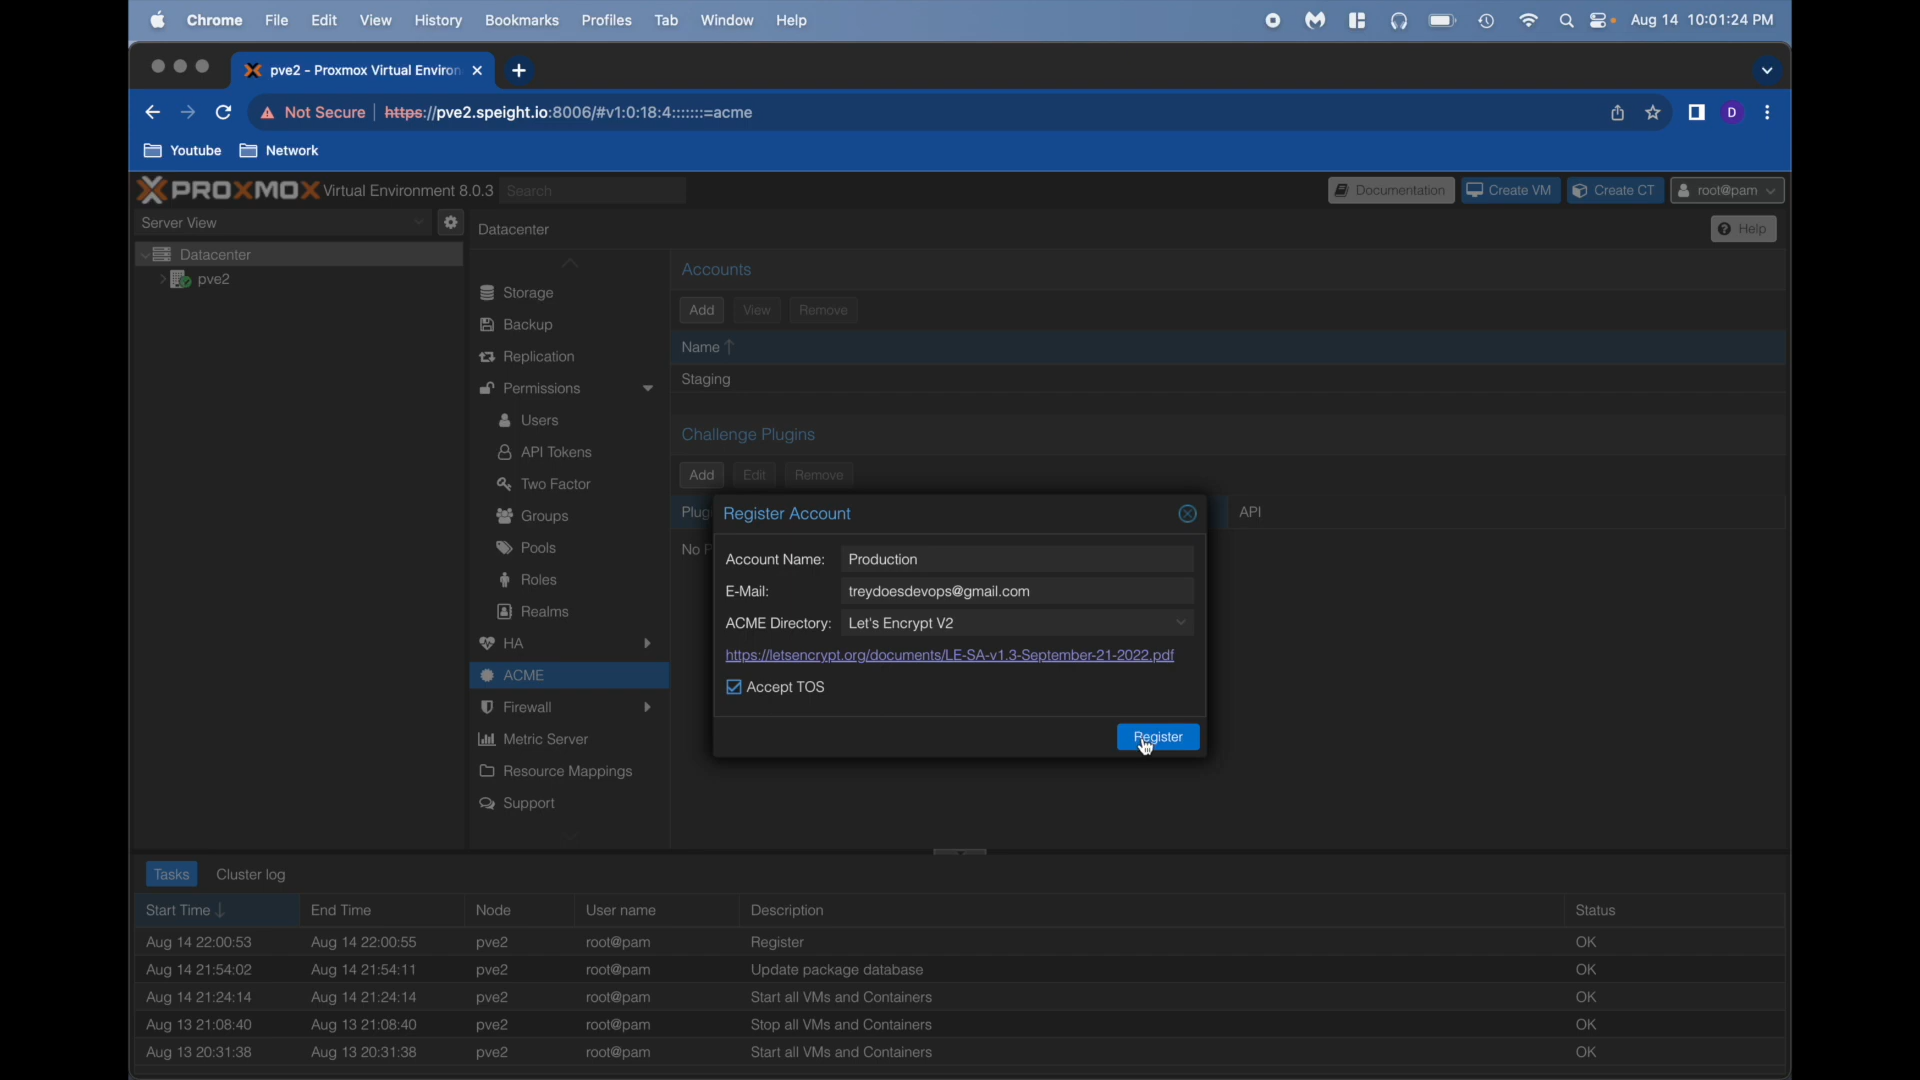 Chrome File Edit View History Bookmarks Profiles Tab Window Help Aug 14 10:01:24 PM
pve2 - Proxmox Virtual Environ
Not Secure https://pve2.speight.io:8006/#v1:0:18:4:::::::=acme D
Youtube Network
PROXMOX Virtual Environment 8.0.3 Search Documentation Create VM Create CT root@pam
Server View Datacenter Help
Datacenter
pve2
Storage
Backup
Replication
Permissions
Users
API Tokens
Two Factor
Groups
Pools
Roles
Realms
HA
ACME
Firewall
Metric Server
Resource Mappings
Support
Accounts
Add View Remove
Name
Staging
Challenge Plugins
Add Edit Remove
Plug API
No P
Register Account
Account Name: Production
E-Mail: treydoesdevops@gmail.com
ACME Directory: Let's Encrypt V2
https://letsencrypt.org/documents/LE-SA-v1.3-September-21-2022.pdf
Accept TOS
Register
Tasks Cluster log
Start Time End Time Node User name Description Status
Aug 14 22:00:53 Aug 14 22:00:55 pve2 root@pam Register OK
Aug 14 21:54:02 Aug 14 21:54:11 pve2 root@pam Update package database OK
Aug 14 21:24:14 Aug 14 21:24:14 pve2 root@pam Start all VMs and Containers OK
Aug 13 21:08:40 Aug 13 21:08:40 pve2 root@pam Stop all VMs and Containers OK
Aug 13 20:31:38 Aug 13 20:31:38 pve2 root@pam Start all VMs and Containers OK